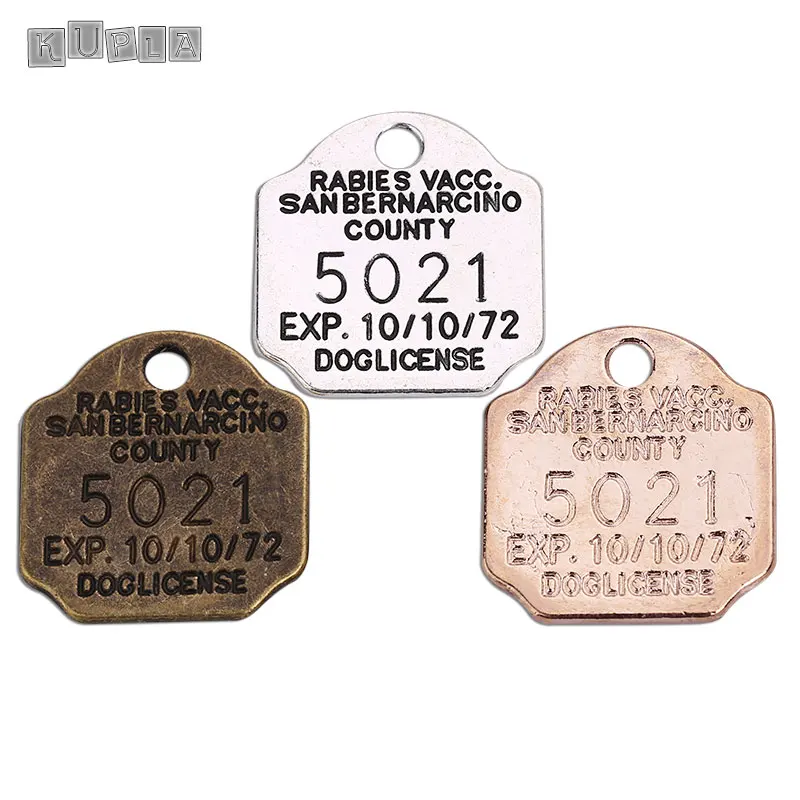 KUPLA
RABIES VACC.
SANBERNARCINO
COUNTY
5021
EXP. 10/10/72
DOGLICENSE
RABIES VACC.
SANBERNARCINO
COUNTY
5021
EXP. 10/10/72
DOGLICENSE
RABIES VACC.
SANBERNARCINO
COUNTY
5021
EXP. 10/10/72
DOGLICENSE